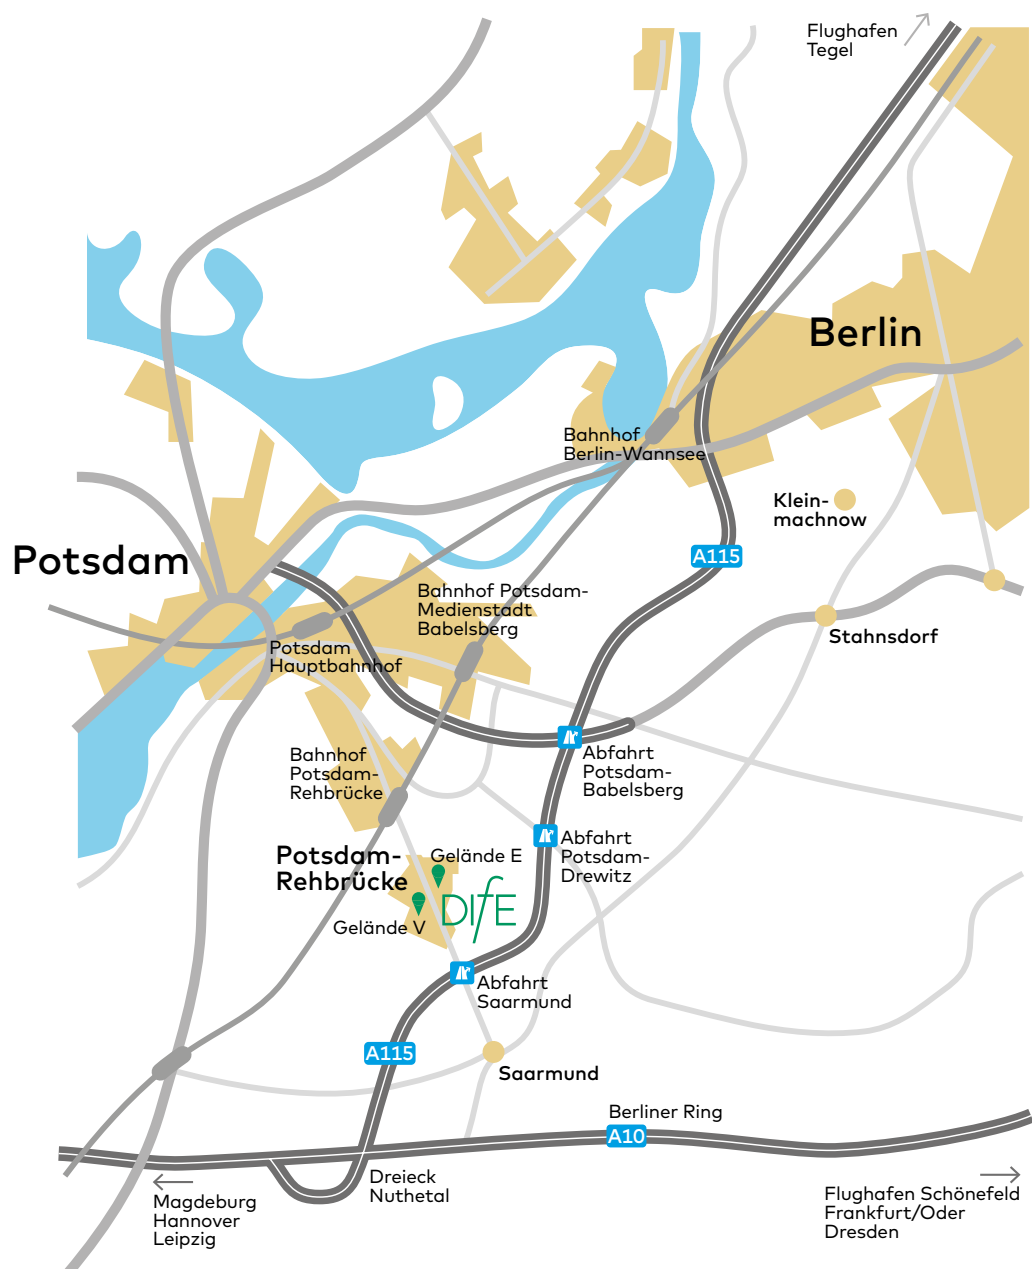 Flughafen
Tegel
Berlin
Bahnhof
Berlin-Wannsee
Klein-
machnow
Potsdam
A115
Bahnhof Potsdam-
Medienstadt
Babelsberg
Stahnsdorf
Potsdam
Hauptbahnhof
Abfahrt
Potsdam-
Babelsberg
Bahnhof
Potsdam-
Rehbrücke
Abfahrt
Potsdam-
Drewitz
Potsdam-
Rehbrücke
Gelände E
DIfE
Gelände V
Abfahrt
Saarmund
A115
Saarmund
Berliner Ring
A10
Dreieck
Nuthetal
Magdeburg
Hannover
Leipzig
Flughafen Schönefeld
Frankfurt/Oder
Dresden